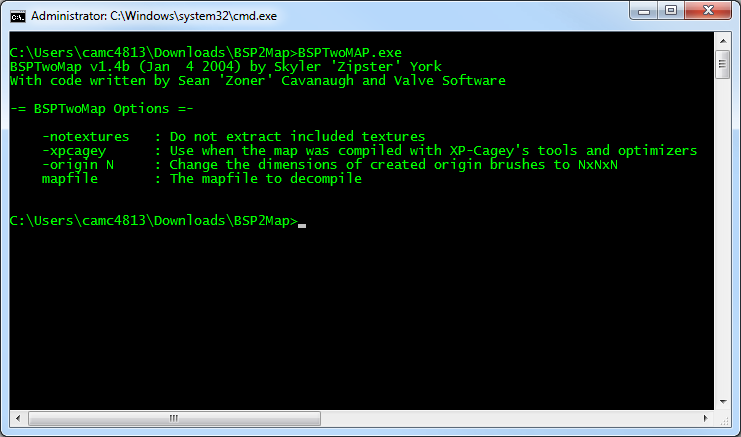 Administrator: C:\Windows\system32\cmd.exe
C:\Users\camc4813\Downloads\BSP2Map>BSPTwoMAP.exe
BSPTwoMap v1.4b (Jan  4 2004) by Skyler 'Zipster' York
With code written by Sean 'Zoner' Cavanaugh and Valve Software
-= BSPTwoMap Options =-
    -notextures   : Do not extract included textures
    -xpcagey      : Use when the map was compiled with XP-Cagey's tools and optimizers
    -origin N     : Change the dimensions of created origin brushes to NxNxN
    mapfile       : The mapfile to decompile
C:\Users\camc4813\Downloads\BSP2Map>